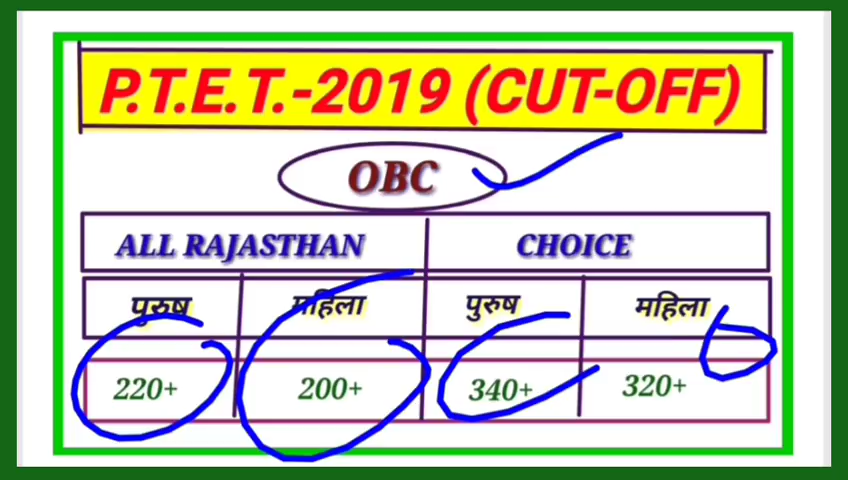 P.T.E.T.-2019 (CUT-OFF)
OBC
ALL RAJASTHAN CHOICE
पुरुष महिला पुरुष महिला
220+ 200+ 340+ 320+